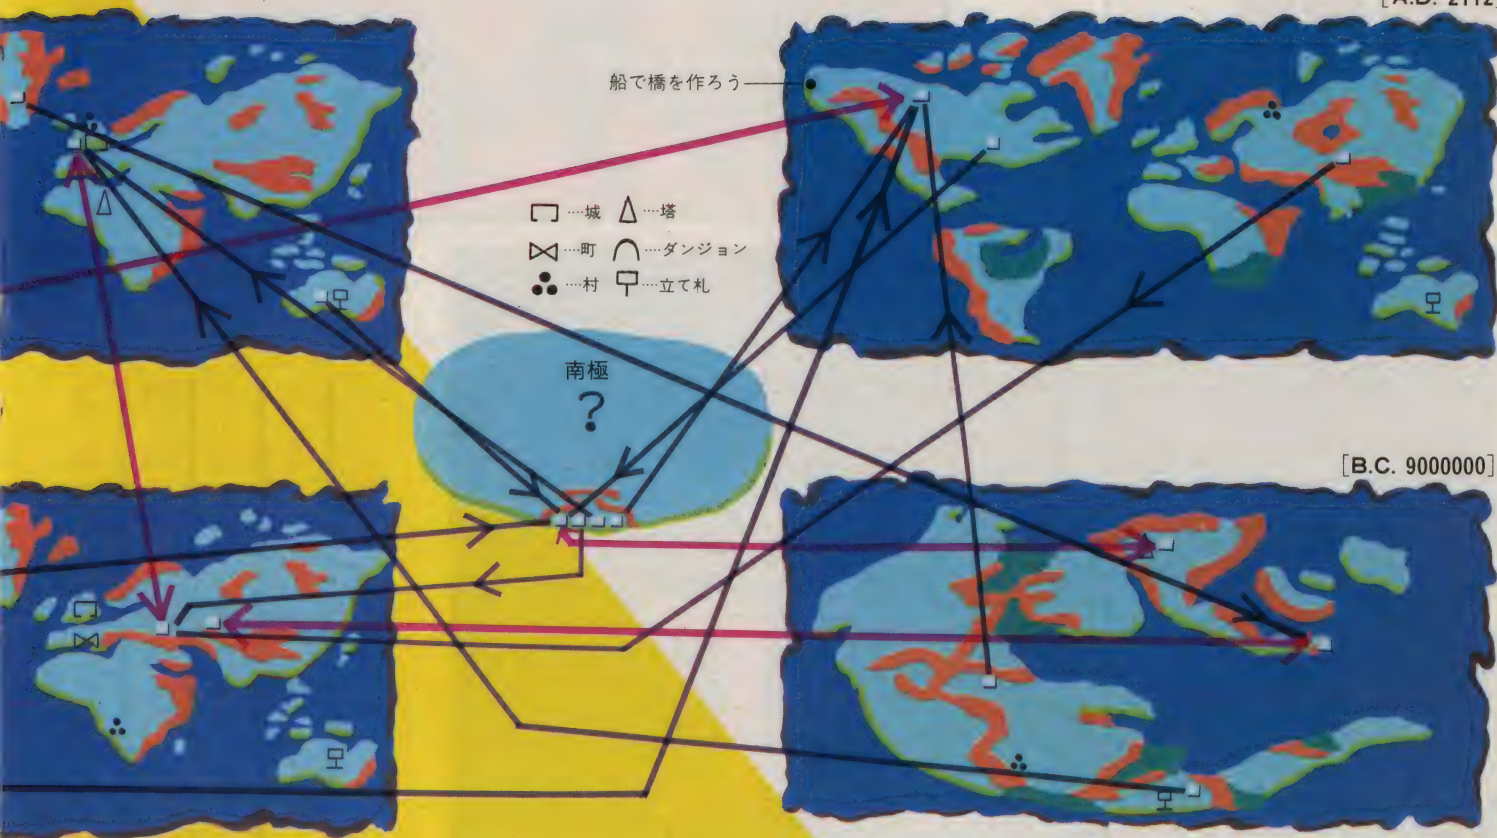 [A.D. 2112]
船で橋を作ろう
…城 …塔
…町 …ダンジョン
…村 …立て札
南極
?
[B.C. 9000000]